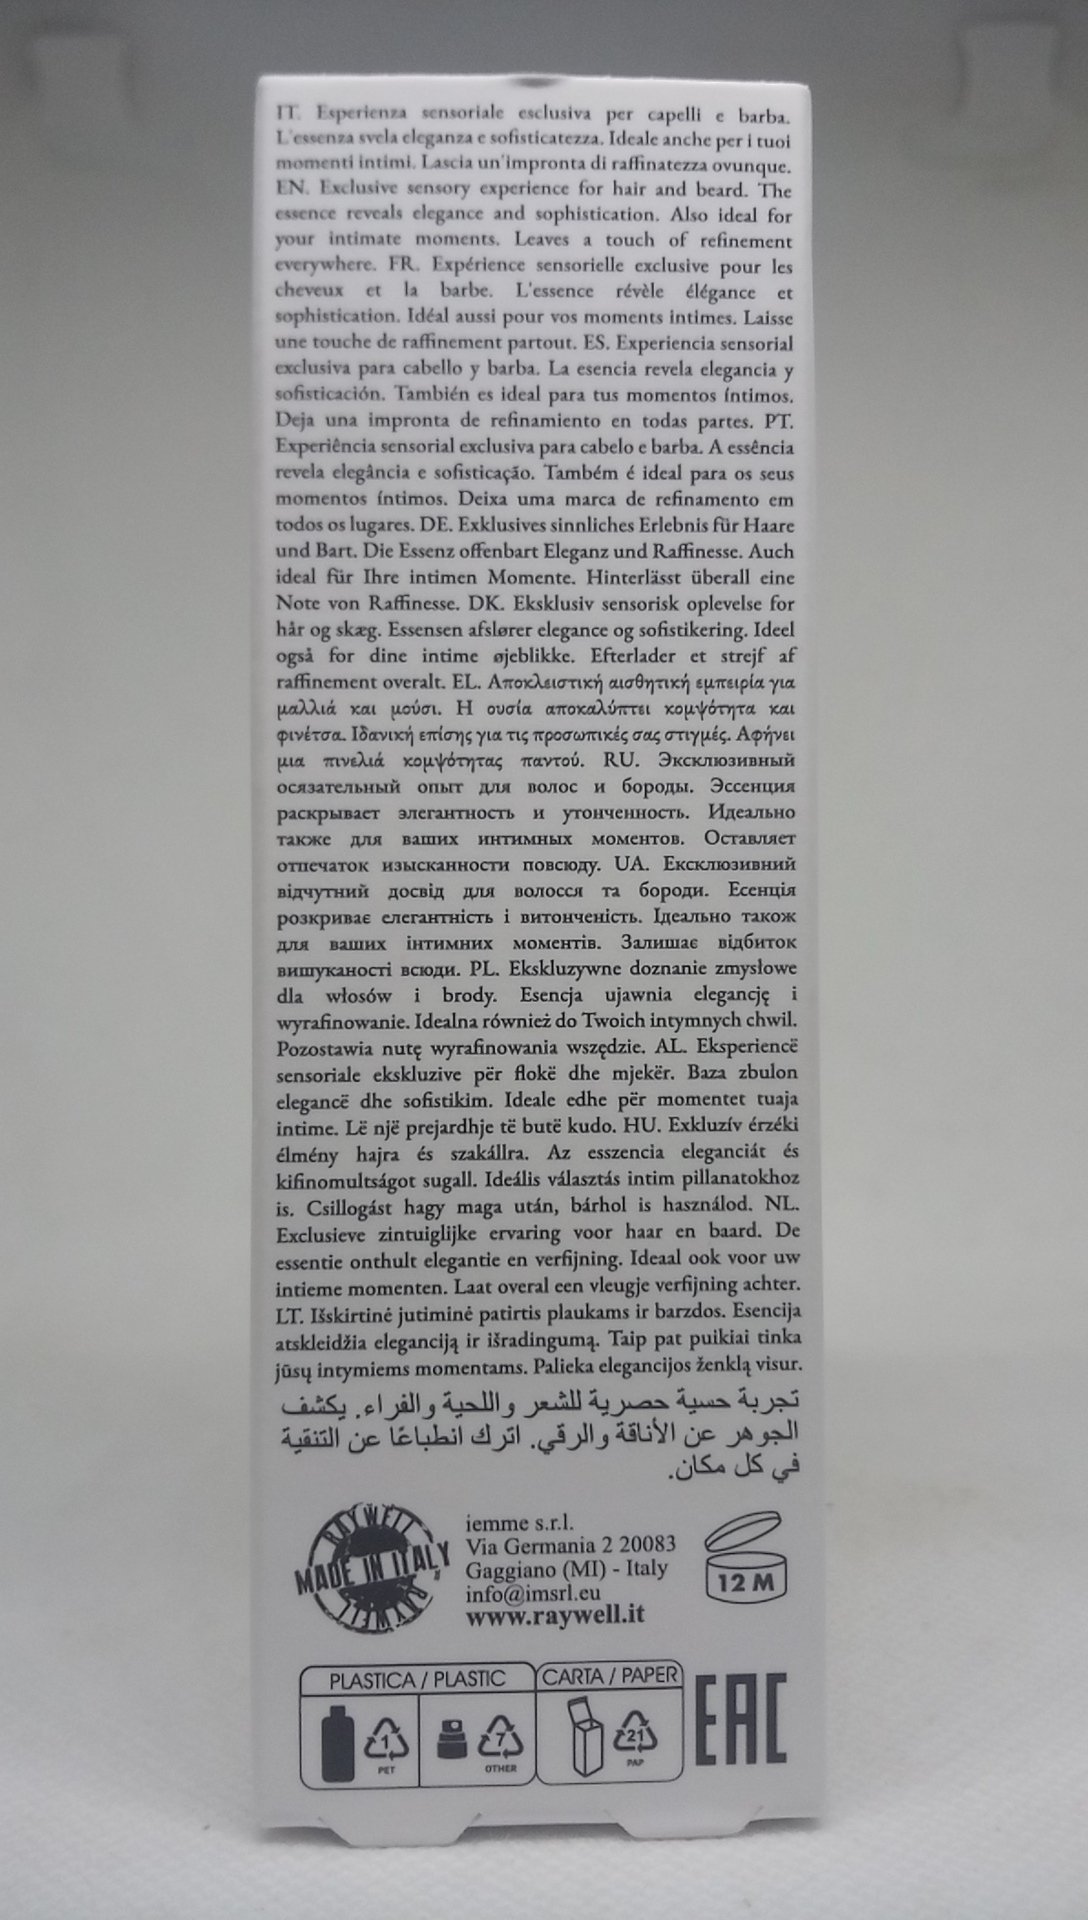 IT. Esperienza sensoriale esclusiva per capelli e barba.
L'essenza svela eleganza e sofisticatezza. Ideale anche per i tuoi
momenti intimi. Lascia un'impronta di raffinatezza ovunque.
EN. Exclusive sensory experience for hair and beard. The
essence reveals elegance and sophistication. Also ideal for
your intimate moments. Leaves a touch of refinement
everywhere. FR. Expérience sensorielle exclusive pour les
cheveux et la barbe. L'essence révèle élégance et
sophistication. Idéal aussi pour vos moments intimes. Laisse
une touche de raffinement partout. ES. Experiencia sensorial
exclusiva para cabello y barba. La esencia revela elegancia y
sofisticación. También es ideal para tus momentos íntimos.
Deja una impronta de refinamiento en todas partes. PT.
Experiência sensorial exclusiva para cabelo e barba. A essência
revela elegância e sofisticação. Também é ideal para os seus
momentos íntimos. Deixa uma marca de refinamento em
todos os lugares. DE. Exklusives sinnliches Erlebnis für Haare
und Bart. Die Essenz offenbart Eleganz und Raffinesse. Auch
ideal für Ihre intimen Momente. Hinterlässt überall eine
Note von Raffinesse. DK. Eksklusiv sensorisk oplevelse for
hår og skæg. Essensen afslører elegance og sofistikering. Ideel
også for dine intime øjeblikke. Efterlader et strejf af
raffinement overalt. EL. Αποκλειστική αισθητική εμπειρία για
μαλλιά και μούσι. Η ουσία αποκαλύπτει κομψότητα και
φινέτσα. Ιδανική επίσης για τις προσωπικές σας στιγμές. Αφήνει
μια πινελιά κομψότητας παντού. RU. Эксклюзивный
осязательный опыт для волос и бороды. Эссенция
раскрывает элегантность и утонченность. Идеально
также для ваших интимных моментов. Оставляет
отпечаток изысканности повсюду. UA. Ексклюзивний
відчутний досвід для волосся та бороди. Есенція
розкриває елегантність і витонченість. Ідеально також
для ваших інтимних моментів. Залишає відбиток
вишуканості всюди. PL. Ekskluzywne doznanie zmysłowe
dla włosów i brody. Esencja ujawnia elegancję i
wyrafinowanie. Idealna również do Twoich intymnych chwil.
Pozostawia nutę wyrafinowania wszędzie. AL. Eksperiencë
sensoriale ekskluzive për flokë dhe mjekër. Baza zbulon
elegancë dhe sofistikim. Ideale edhe për momentet tuaja
intime. Lë një prejardhje të butë kudo. HU. Exkluzív érzéki
élmény hajra és szakállra. Az esszencia eleganciát és
kifinomultságot sugall. Ideális választás intim pillanatokhoz
is. Csillogást hagy maga után, bárhol is használod. NL.
Exclusieve zintuiglijke ervaring voor haar en baard. De
essentie onthult elegantie en verfijning. Ideaal ook voor uw
intieme momenten. Laat overal een vleugje verfijning achter.
LT. Išskirtinė jutiminė patirtis plaukams ir barzdos. Esencija
atskleidžia eleganciją ir išradingumą. Taip pat puikiai tinka
jūsų intymiems momentams. Palieka elegancijos ženklą visur.
تجربة حسية حصرية للشعر واللحية والفراء. يكشف
الجوهر عن الأناقة والرقي. اترك انطباعًا عن التنقية
في كل مكان.
RAYWELL
MADE IN ITALY
RAYWELL
iemme s.r.l.
Via Germania 2 20083
Gaggiano (MI) - Italy
info@imsrl.eu
www.raywell.it
12 M
PLASTICA / PLASTIC
CARTA / PAPER
1
PET
7
OTHER
21
PAP
EAC